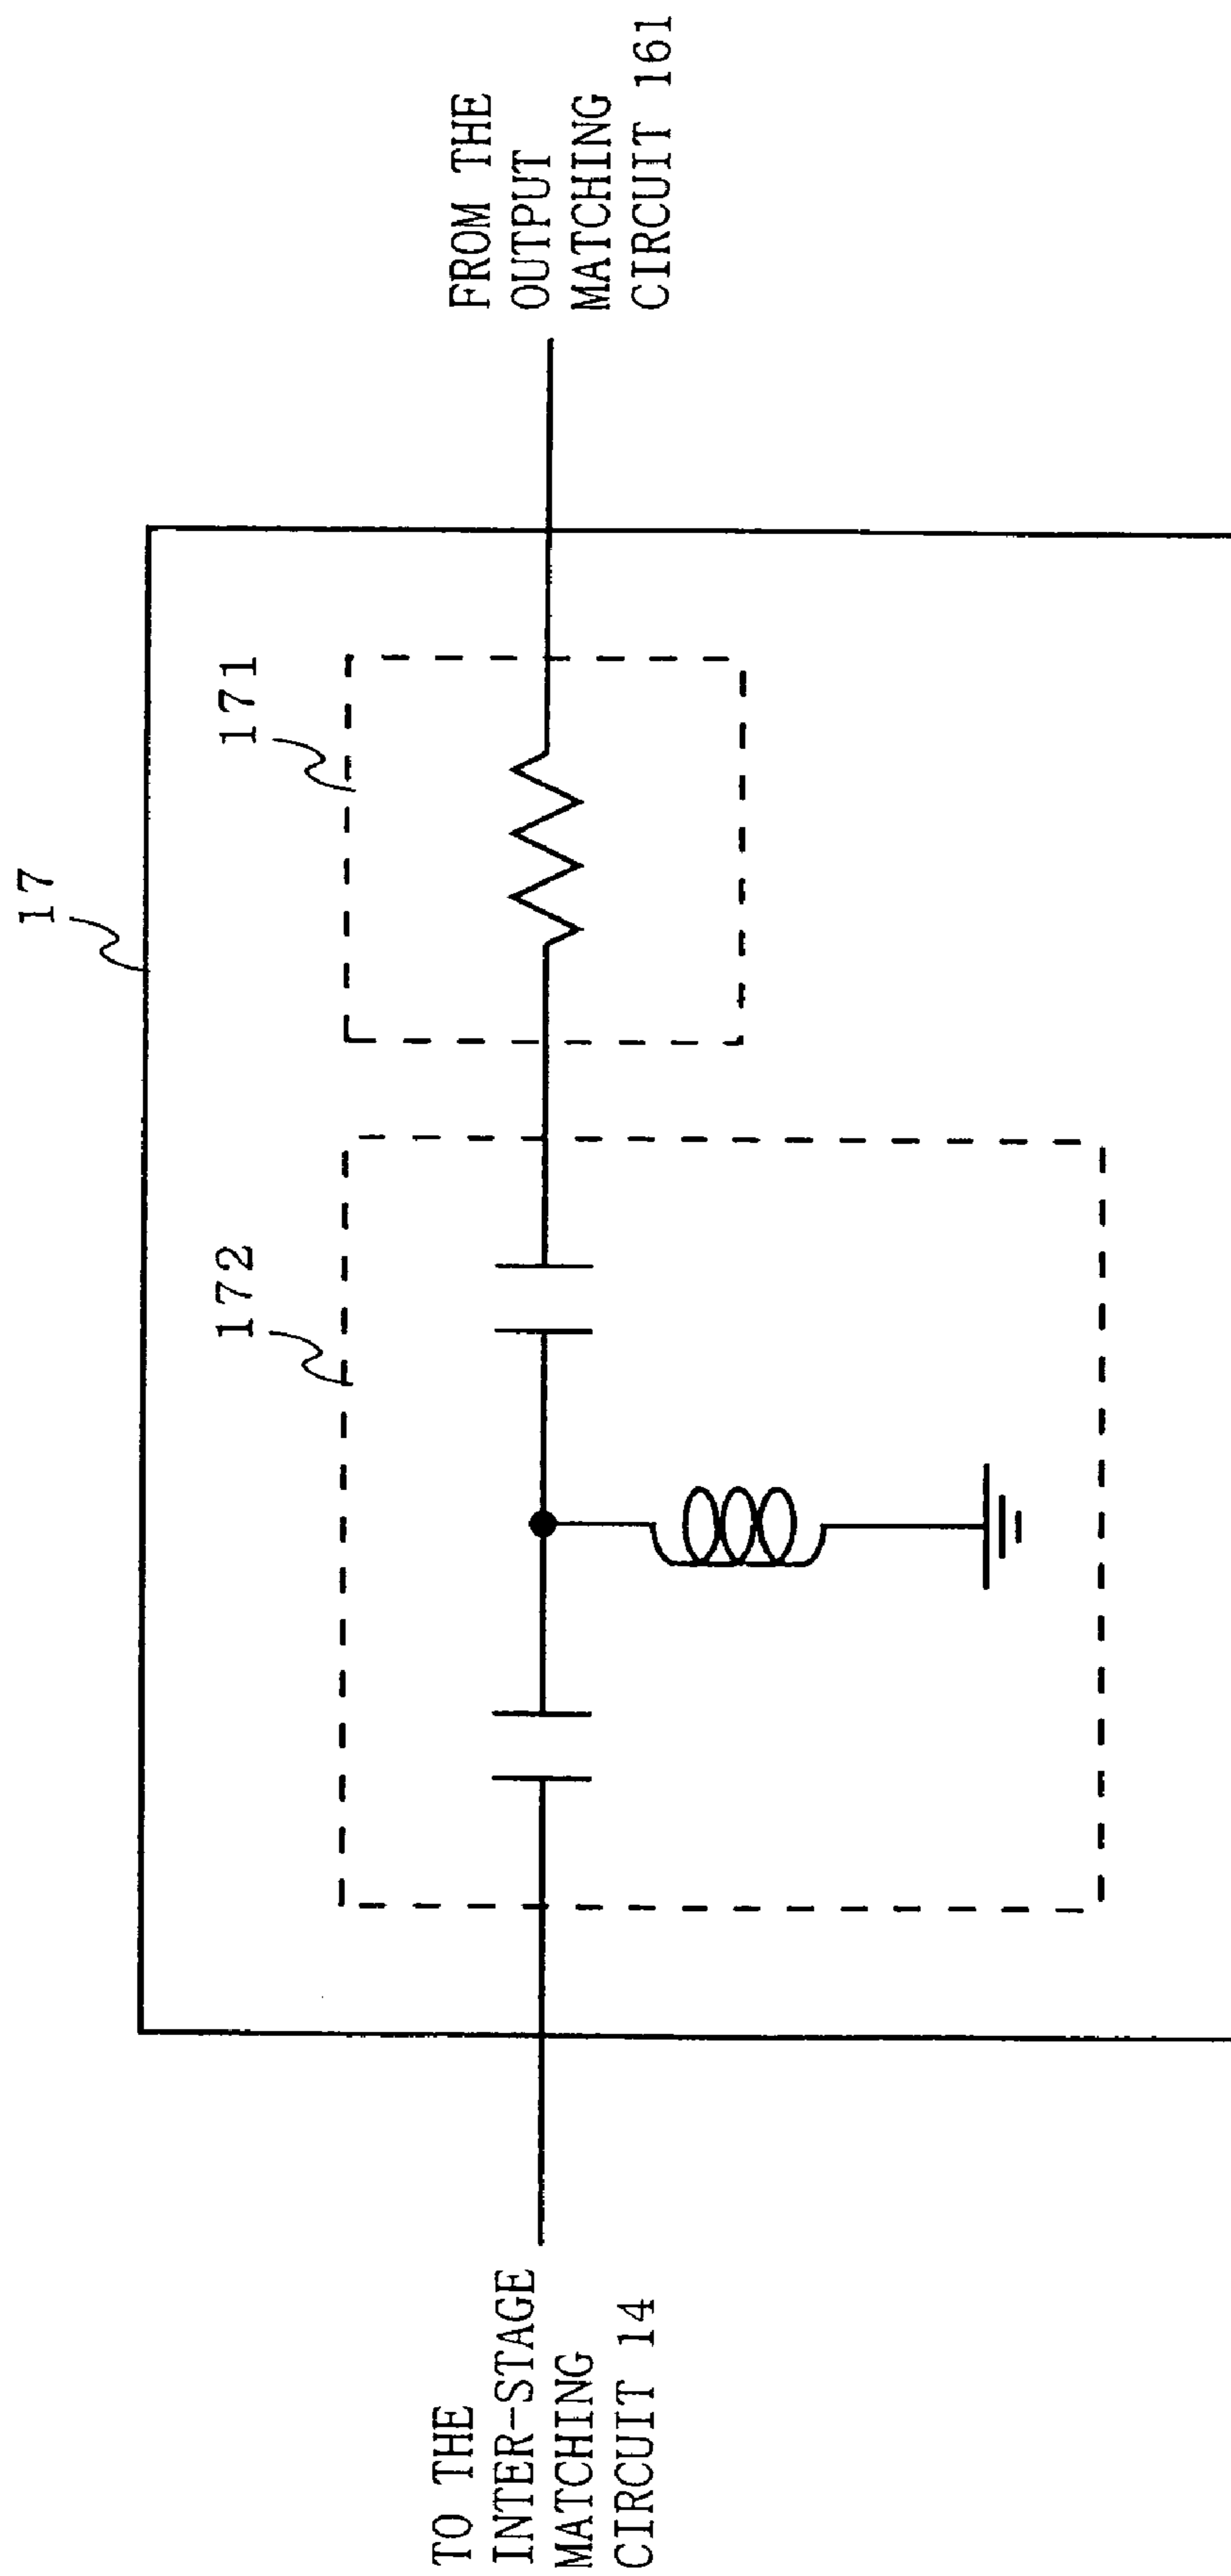 17
172
171
TO THE
INTER-STAGE
MATCHING
CIRCUIT 14
FROM THE
OUTPUT
MATCHING
CIRCUIT 161